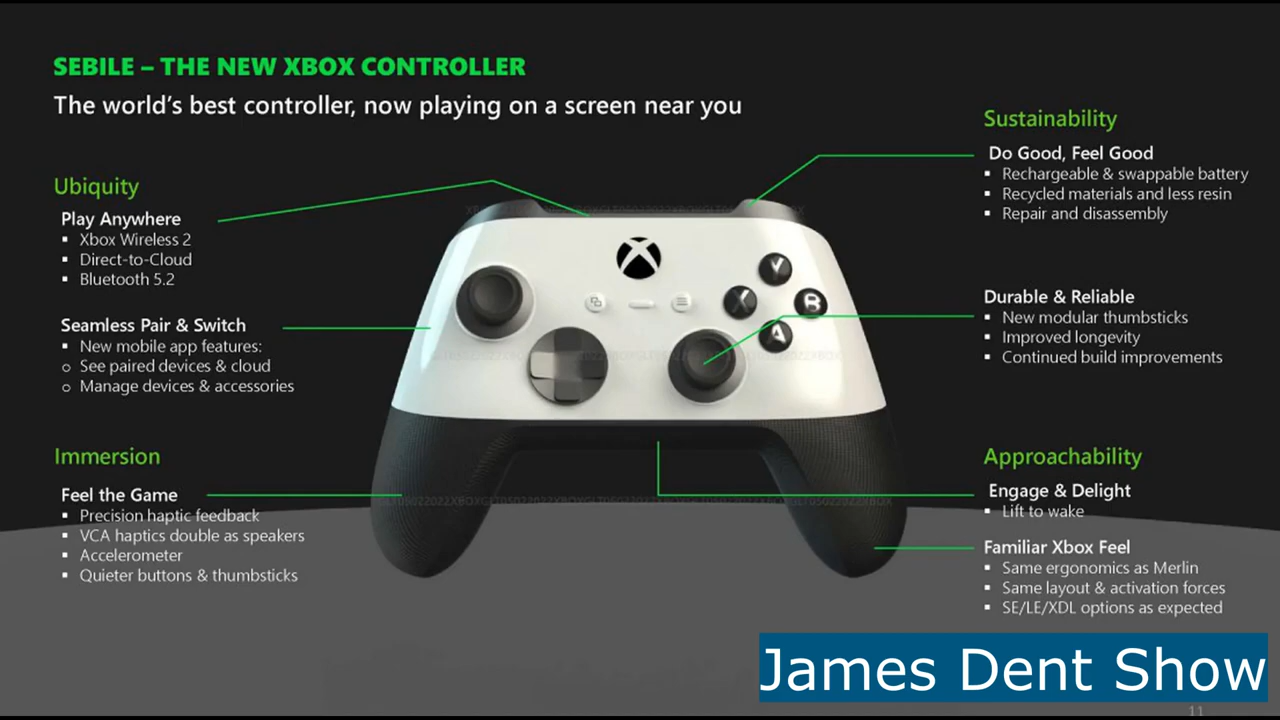 SEBILE – THE NEW XBOX CONTROLLER
The world's best controller, now playing on a screen near you
Ubiquity
Play Anywhere
▪ Xbox Wireless 2
▪ Direct-to-Cloud
▪ Bluetooth 5.2
Seamless Pair & Switch
▪ New mobile app features:
o See paired devices & cloud
o Manage devices & accessories
Immersion
Feel the Game
▪ Precision haptic feedback
▪ VCA haptics double as speakers
▪ Accelerometer
▪ Quieter buttons & thumbsticks
Y
X
B
A
Sustainability
Do Good, Feel Good
▪ Rechargeable & swappable battery
▪ Recycled materials and less resin
▪ Repair and disassembly
Durable & Reliable
▪ New modular thumbsticks
▪ Improved longevity
▪ Continued build improvements
Approachability
Engage & Delight
▪ Lift to wake
Familiar Xbox Feel
▪ Same ergonomics as Merlin
▪ Same layout & activation forces
▪ SE/LE/XDL options as expected
James Dent Show
11